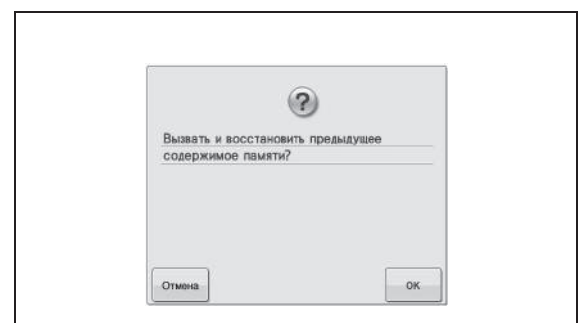 Вызвать и восстановить предыдущее
содержимое памяти?
Отмена
OK